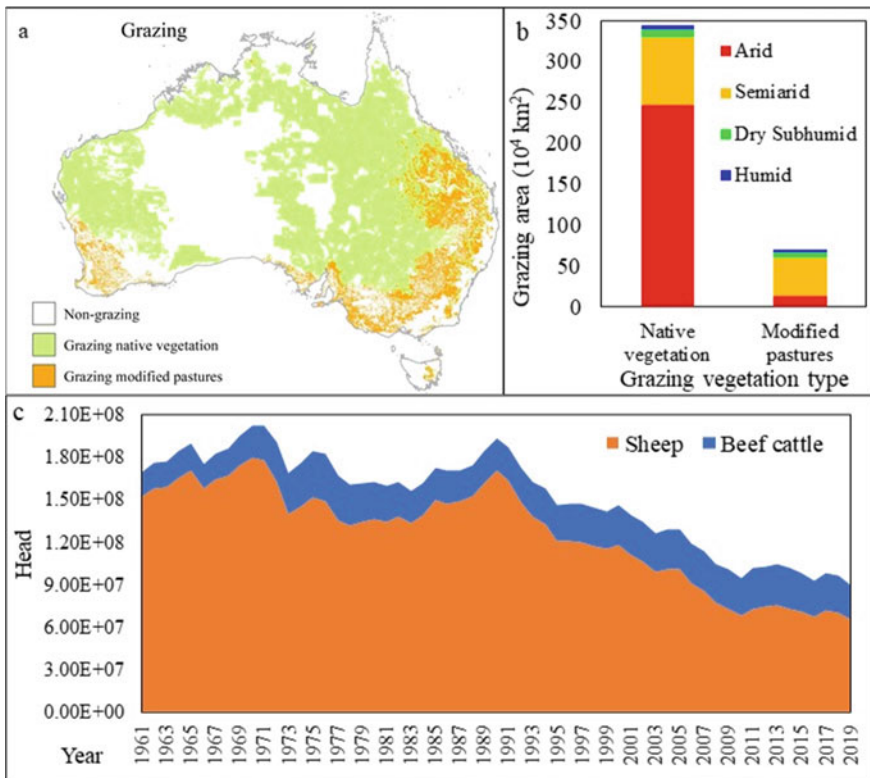 a
Grazing
Non-grazing
Grazing native vegetation
Grazing modified pastures
b
Grazing area (10⁴ km²)
350
300
250
200
150
100
50
0
Arid
Semiarid
Dry Subhumid
Humid
Native
vegetation
Modified
pastures
Grazing vegetation type
c
Sheep
Beef cattle
Head
2.10E+08
1.80E+08
1.50E+08
1.20E+08
9.00E+07
6.00E+07
3.00E+07
0.00E+00
Year
1961
1963
1965
1967
1969
1971
1973
1975
1977
1979
1981
1983
1985
1987
1989
1991
1993
1995
1997
1999
2001
2003
2005
2007
2009
2011
2013
2015
2017
2019